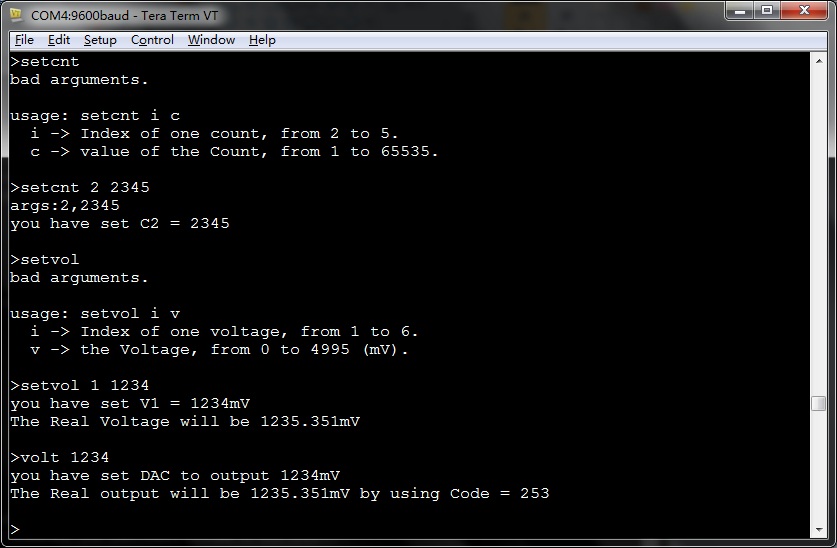 COM4:9600baud - Tera Term VT
File Edit Setup Control Window Help
>setcnt
bad arguments.
usage: setcnt i c
i -> Index of one count, from 2 to 5.
c -> value of the Count, from 1 to 65535.
>setcnt 2 2345
args:2,2345
you have set C2 = 2345
>setvol
bad arguments.
usage: setvol i v
i -> Index of one voltage, from 1 to 6.
v -> the Voltage, from 0 to 4995 (mV).
>setvol 1 1234
you have set V1 = 1234mV
The Real Voltage will be 1235.351mV
>volt 1234
you have set DAC to output 1234mV
The Real output will be 1235.351mV by using Code = 253
>